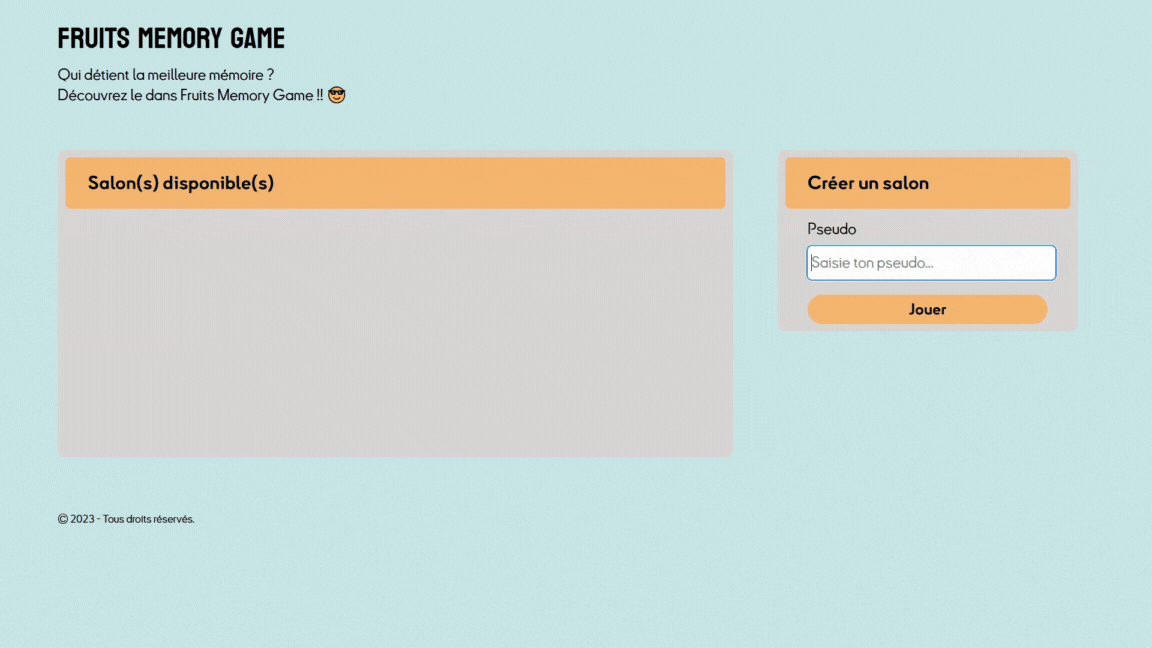 FRUITS MEMORY GAME
Qui détient la meilleure mémoire ?
Découvrez le dans Fruits Memory Game !! 😎
Salon(s) disponible(s)
Créer un salon
Pseudo
Saisie ton pseudo...
Jouer
© 2023 - Tous droits réservés.